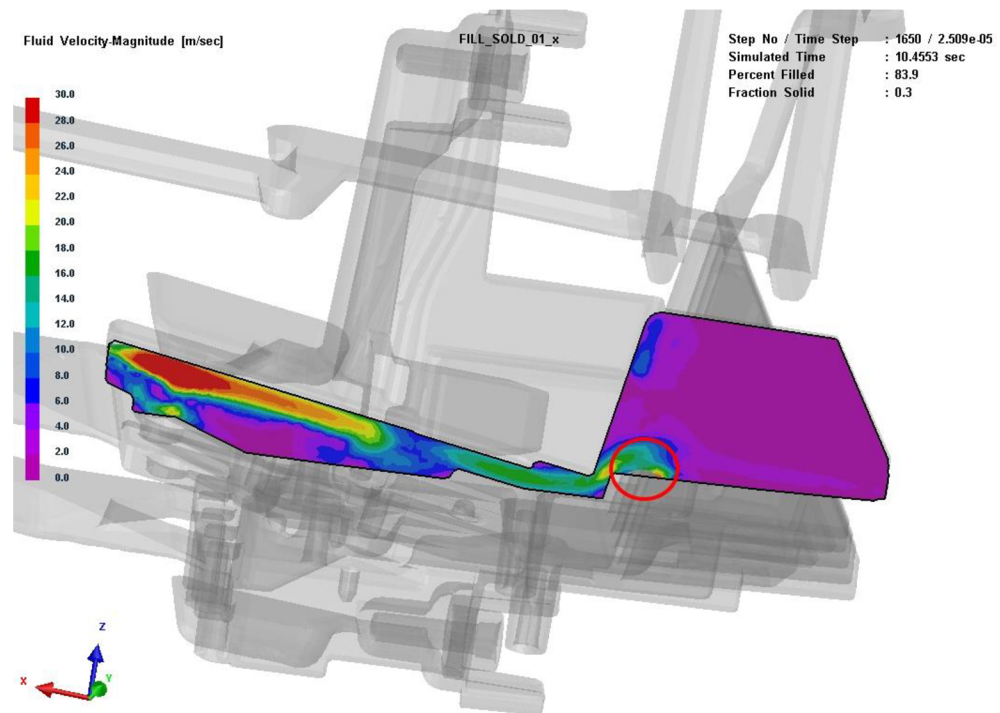 Fluid Velocity-Magnitude [m/sec]
FILL_SOLD_01_x
Step No / Time Step : 1650 / 2.509e-05
Simulated Time : 10.4553 sec
Percent Filled : 83.9
Fraction Solid : 0.3
30.0
28.0
26.0
24.0
22.0
20.0
18.0
16.0
14.0
12.0
10.0
8.0
6.0
4.0
2.0
0.0
Z
X
Y